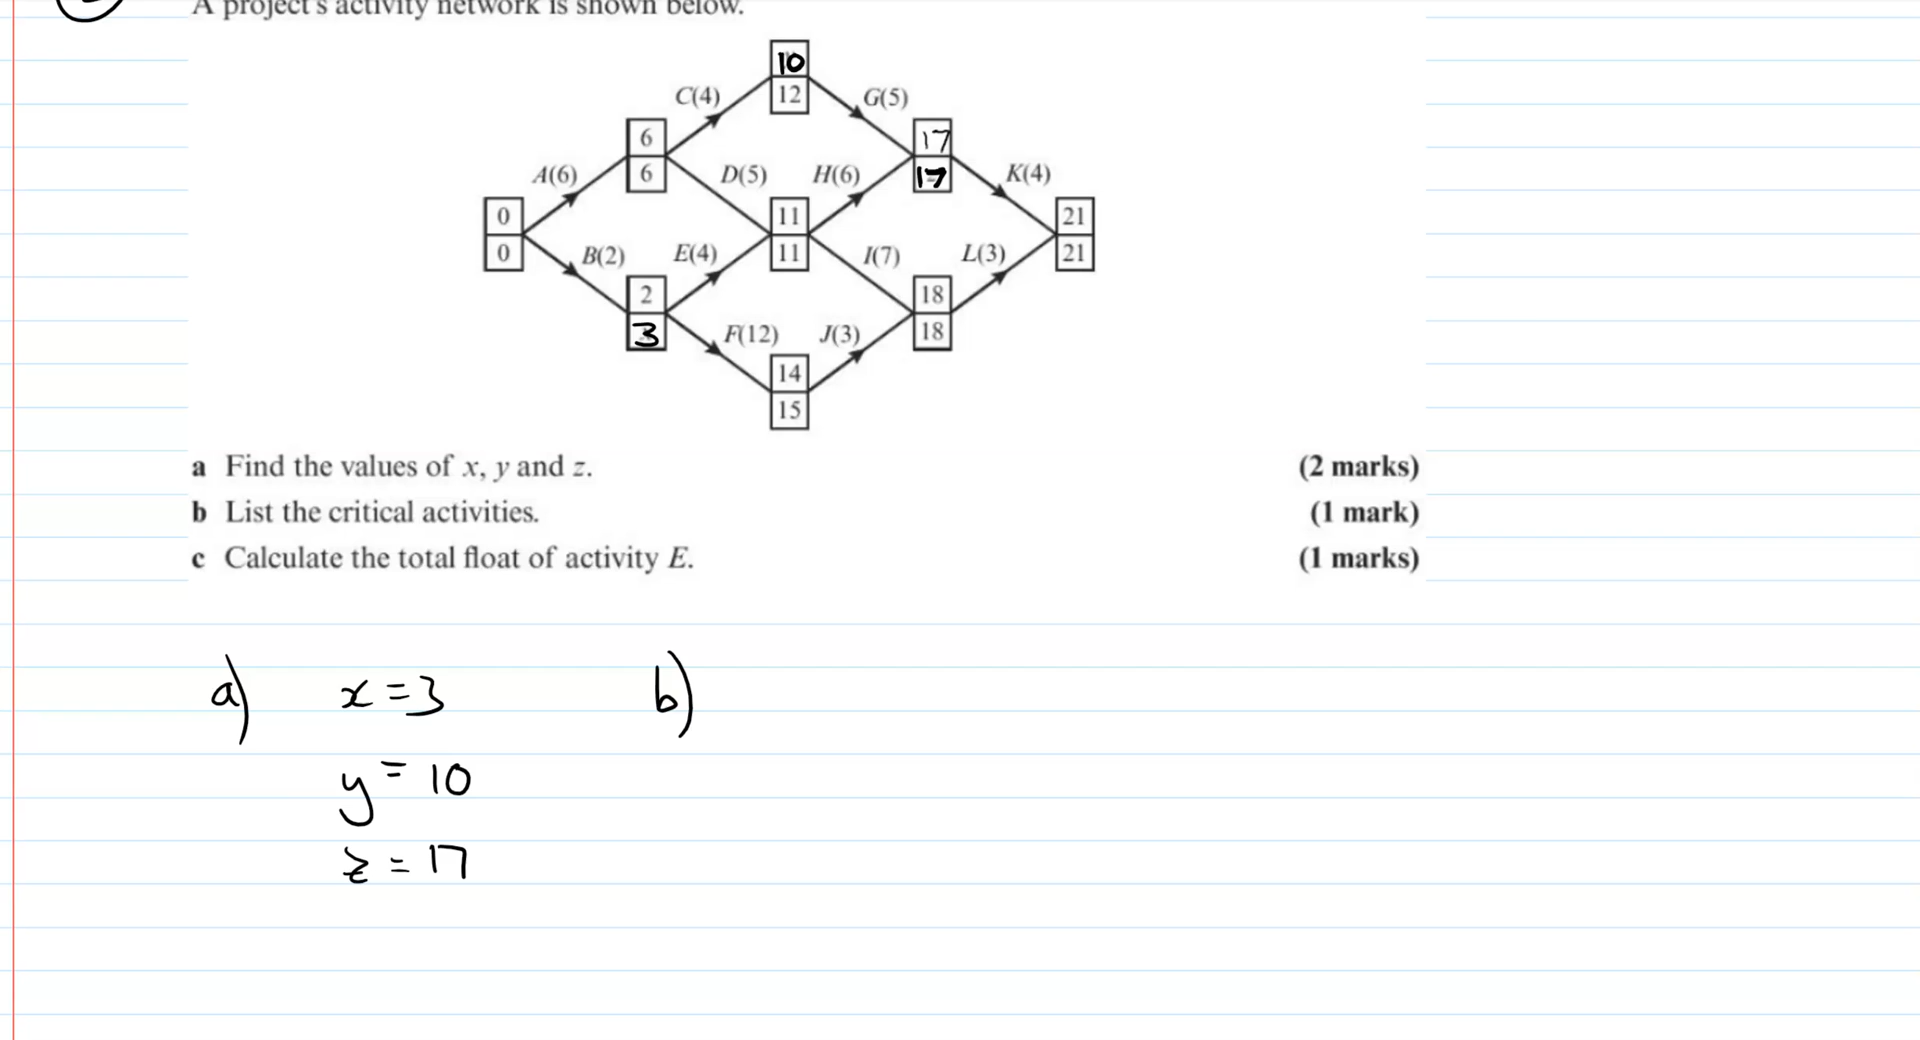 A project's activity network is shown below.
10
12
C(4)
G(5)
6
6
17
17
A(6)
D(5)
H(6)
K(4)
0
0
11
11
21
21
B(2)
E(4)
I(7)
L(3)
2
3
18
18
F(12)
J(3)
14
15
a Find the values of x, y and z. (2 marks)
b List the critical activities. (1 mark)
c Calculate the total float of activity E. (1 marks)
a) x = 3 b)
y = 10
z = 17